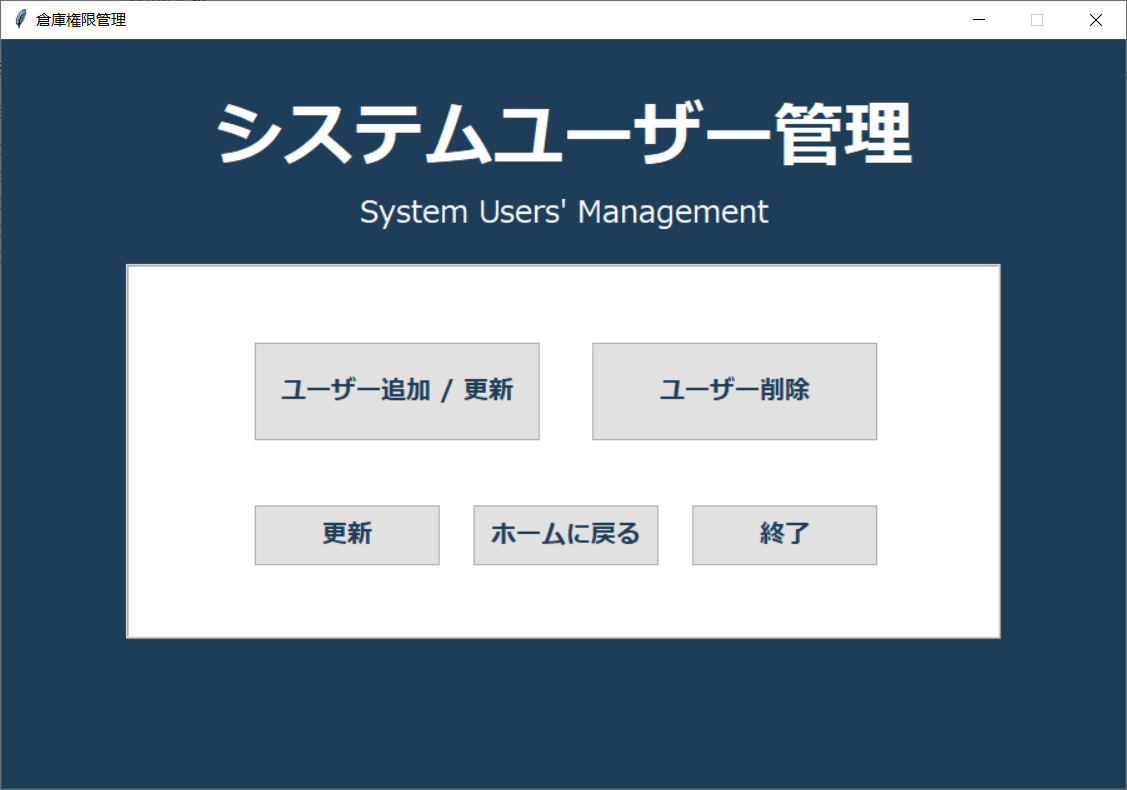 倉庫権限管理
システムユーザー管理
System Users' Management
ユーザー追加 / 更新
ユーザー削除
更新
ホームに戻る
終了